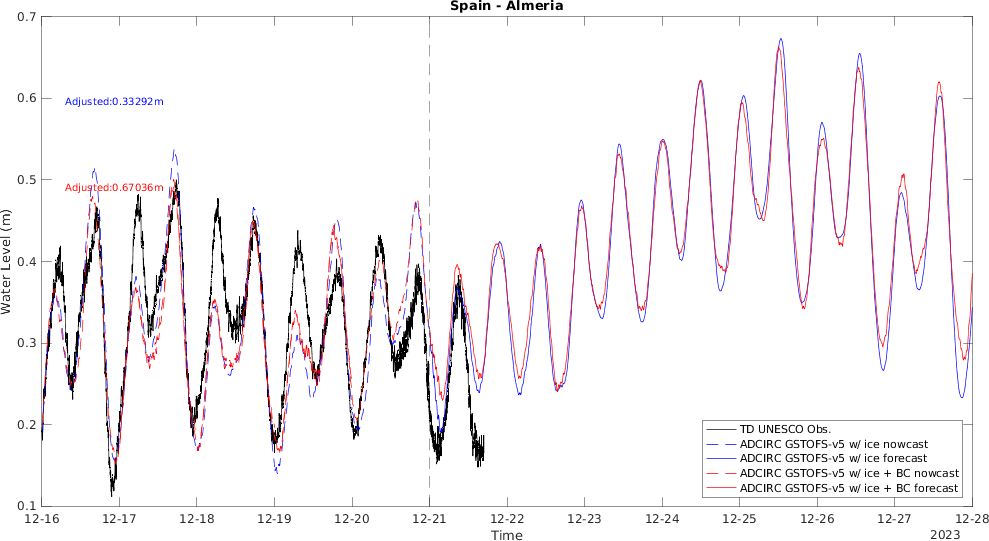 Spain - Almeria
0.7
0.6
0.5
0.4
0.3
0.2
0.1
Water Level (m)
Adjusted:0.33292m
Adjusted:0.67036m
TD UNESCO Obs.
ADCIRC GSTOFS-v5 w/ ice nowcast
ADCIRC GSTOFS-v5 w/ ice forecast
ADCIRC GSTOFS-v5 w/ ice + BC nowcast
ADCIRC GSTOFS-v5 w/ ice + BC forecast
12-16 12-17 12-18 12-19 12-20 12-21 12-22 12-23 12-24 12-25 12-26 12-27 12-28
Time
2023